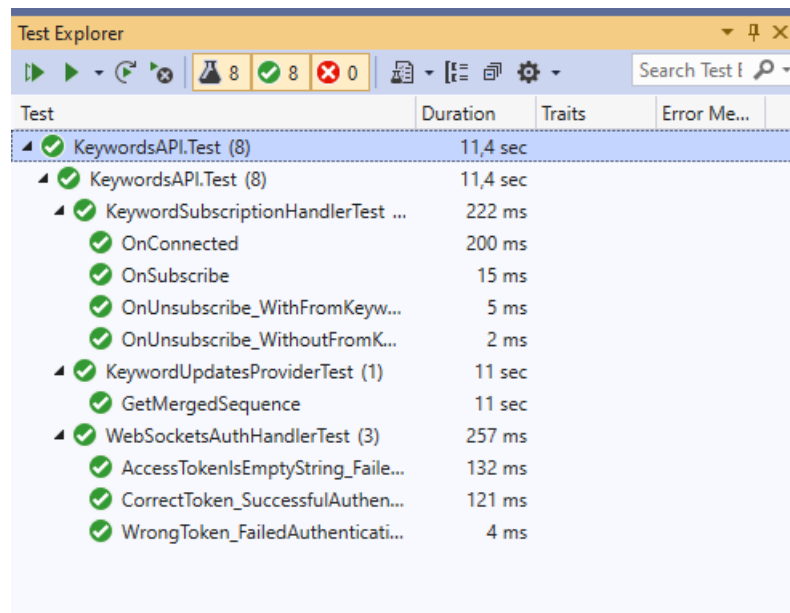 Test Explorer
8 8 0 Search Test E
Test Duration Traits Error Me...
KeywordsAPI.Test (8) 11,4 sec
KeywordsAPI.Test (8) 11,4 sec
KeywordSubscriptionHandlerTest ... 222 ms
OnConnected 200 ms
OnSubscribe 15 ms
OnUnsubscribe_WithFromKeyw... 5 ms
OnUnsubscribe_WithoutFromK... 2 ms
KeywordUpdatesProviderTest (1) 11 sec
GetMergedSequence 11 sec
WebSocketsAuthHandlerTest (3) 257 ms
AccessTokenIsEmptyString_Faile... 132 ms
CorrectToken_SuccessfulAuthen... 121 ms
WrongToken_FailedAuthenticati... 4 ms